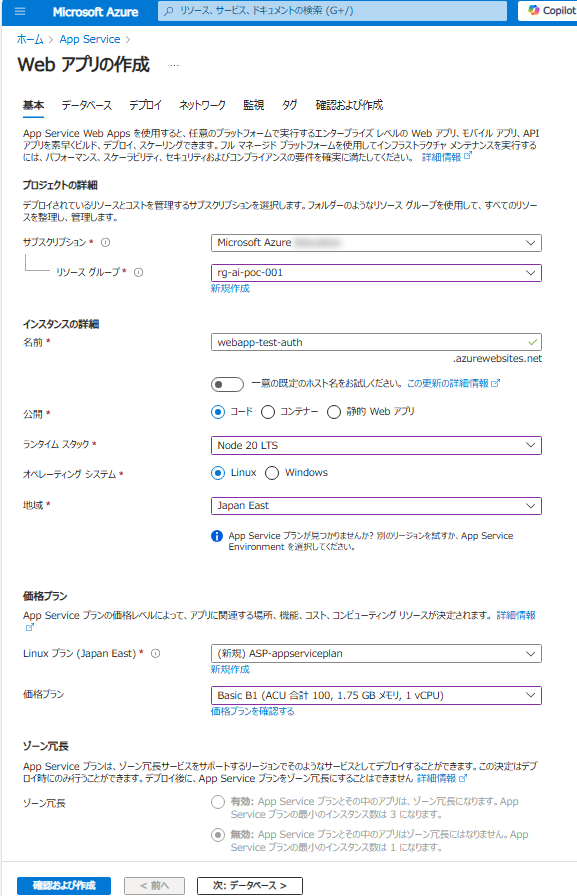 Microsoft Azure
リソース、サービス、ドキュメントの検索 (G+/)
Copilot
ホーム > App Service >
Web アプリの作成 …
基本 データベース デプロイ ネットワーク 監視 タグ 確認および作成
App Service Web Apps を使用すると、任意のプラットフォームで実行するエンタープライズ レベルの Web アプリ、モバイル アプリ、API
アプリを素早くビルド、デプロイ、スケーリングできます。フル マネージド プラットフォームを使用してインフラストラクチャ メンテナンスを実行する
には、パフォーマンス、スケーラビリティ、セキュリティおよびコンプライアンスの要件を確実に満たしてください。 詳細情報
プロジェクトの詳細
デプロイされているリソースとコストを管理するサブスクリプションを選択します。フォルダーのようなリソース グループを使用して、すべてのリソー
スを整理し、管理します。
サブスクリプション *
Microsoft Azure
リソース グループ *
rg-ai-poc-001
新規作成
インスタンスの詳細
名前 *
webapp-test-auth
.azurewebsites.net
一意の既定のホスト名をお試しください。 この更新の詳細情報
公開 *
コード コンテナー 静的 Web アプリ
ランタイム スタック *
Node 20 LTS
オペレーティング システム *
Linux Windows
地域 *
Japan East
App Service プランが見つかりませんか? 別のリージョンを試すか、App Service
Environment を選択してください。
価格プラン
App Service プランの価格レベルによって、アプリに関連する場所、機能、コスト、コンピューティング リソースが決定されます。 詳細情報
Linux プラン (Japan East) *
(新規) ASP-appserviceplan
新規作成
価格プラン
Basic B1 (ACU 合計 100, 1.75 GB メモリ, 1 vCPU)
価格プランを確認する
ゾーン冗長
App Service プランは、ゾーン冗長サービスをサポートするリージョンでそのようなサービスとしてデプロイすることができます。この決定はデプ
ロイ時にのみ行うことができます。デプロイ後に、App Service プランをゾーン冗長にすることはできません 詳細情報
ゾーン冗長
有効: App Service プランとその中のアプリは、ゾーン冗長になります。App
Service プランの最小のインスタンス数は 3 になります。
無効: App Service プランとその中のアプリはゾーン冗長にはなりません。App
Service プランの最小のインスタンス数は 1 になります。
確認および作成 < 前へ 次: データベース >